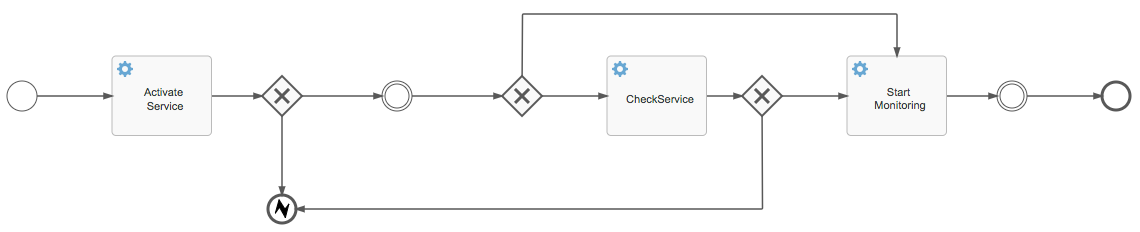 Activate
Service
CheckService
Start
Monitoring